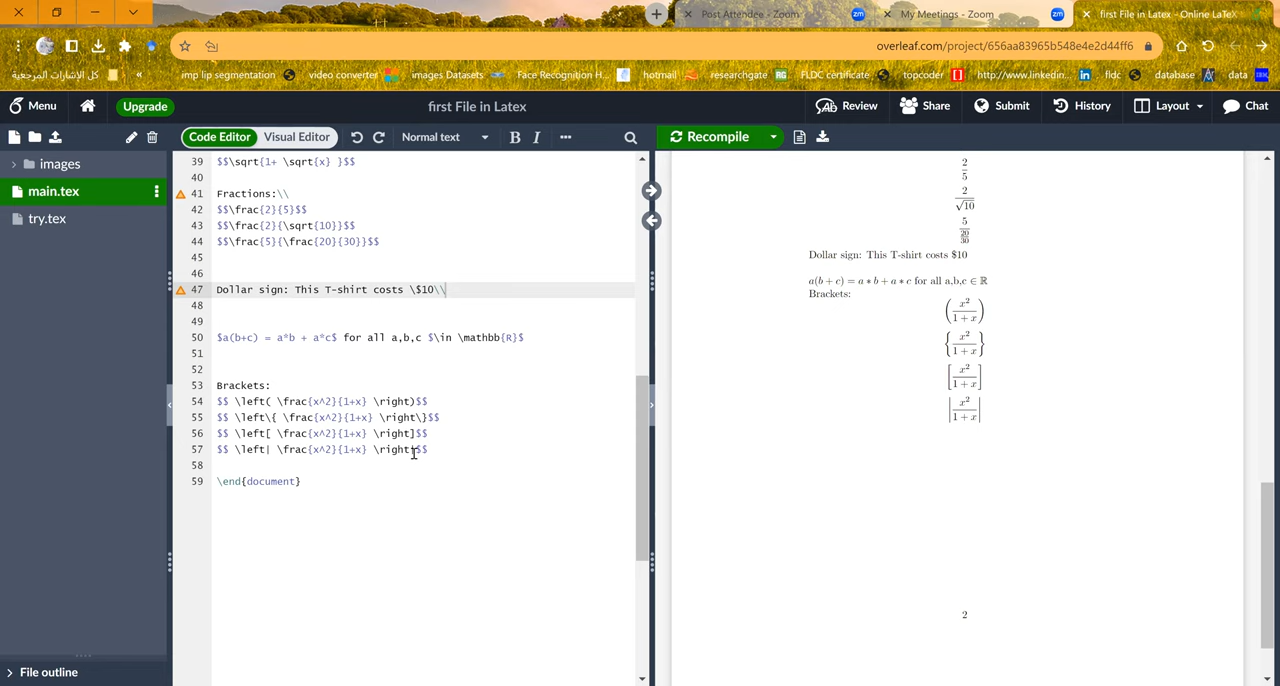 Post Attendee - Zoom
My Meetings - Zoom
first File in Latex - Online LaTeX
overleaf.com/project/656aa83965b548e4e2d44ff6
كل الإشارات المرجعية
«
imp lip segmentation
video converter
images Datasets
Face Recognition H...
hotmail
researchgate
FLDC certificate
topcoder
http://www.linkedin...
fldc
database
data
Menu
Upgrade
first File in Latex
Review
Share
Submit
History
Layout
Chat
Code Editor
Visual Editor
Normal text
Recompile
images
main.tex
try.tex
File outline
39 $$\sqrt{1+ \sqrt{x} }$$
40
41 Fractions:\\
42 $$\frac{2}{5}$$
43 $$\frac{2}{\sqrt{10}}$$
44 $$\frac{5}{\frac{20}{30}}$$
45
46
47 Dollar sign: This T-shirt costs \$10\\
48
49
50 $a(b+c) = a*b + a*c$ for all a,b,c $\in \mathbb{R}$
51
52
53 Brackets:
54 $$ \left( \frac{x^2}{1+x} \right)$$
55 $$ \left\{ \frac{x^2}{1+x} \right\}$$
56 $$ \left[ \frac{x^2}{1+x} \right]$$
57 $$ \left| \frac{x^2}{1+x} \right|$$
58
59 \end{document}
2
5
2
√10
5
20
30
Dollar sign: This T-shirt costs $10
a(b + c) = a ∗ b + a ∗ c for all a,b,c ∈ ℝ
Brackets:
( x²
1 + x )
{ x²
1 + x }
[ x²
1 + x ]
| x²
1 + x |
2